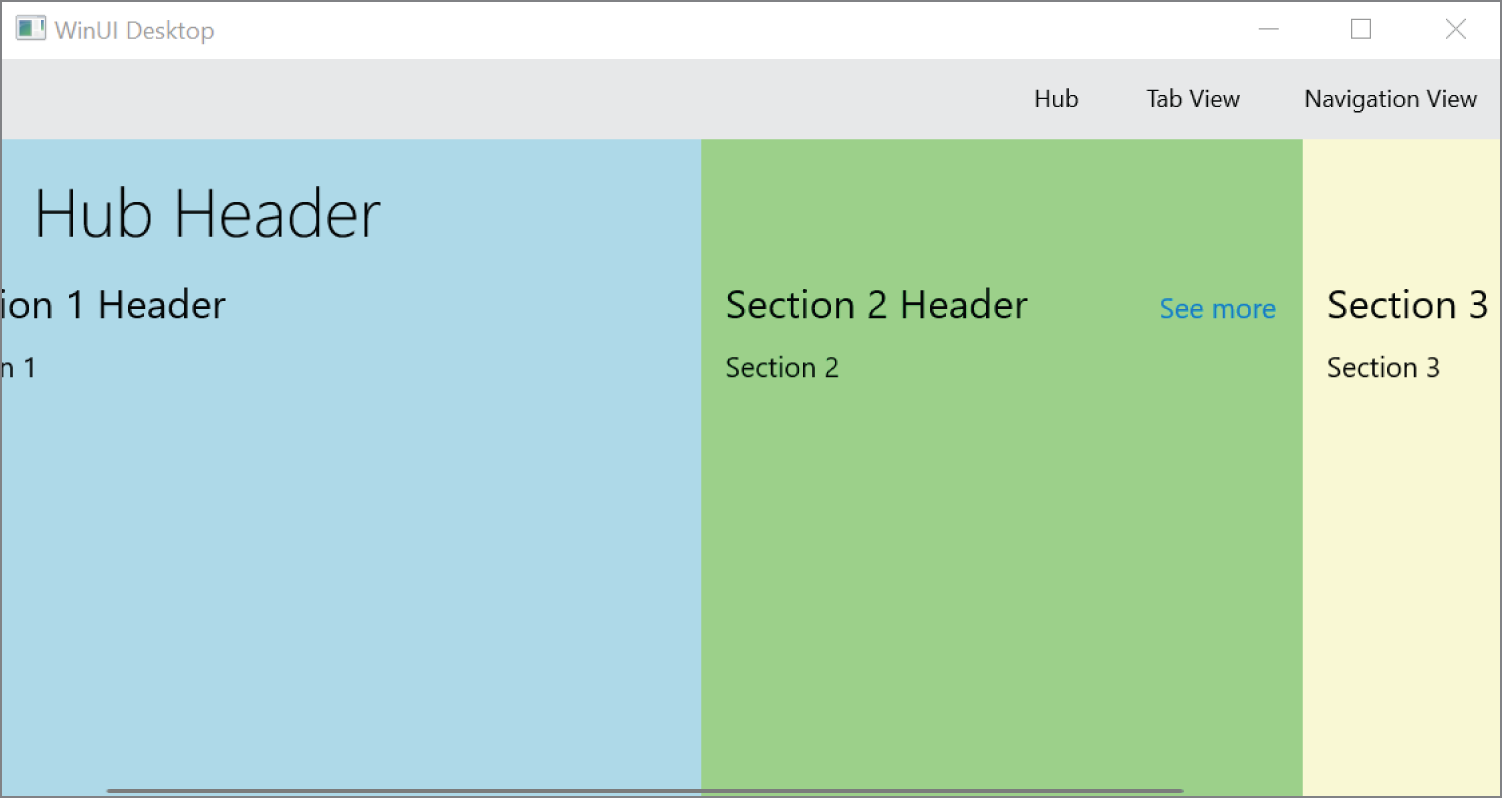 WinUI Desktop
Hub Tab View Navigation View
Hub Header
ion 1 Header Section 2 Header See more Section 3
n 1 Section 2 Section 3